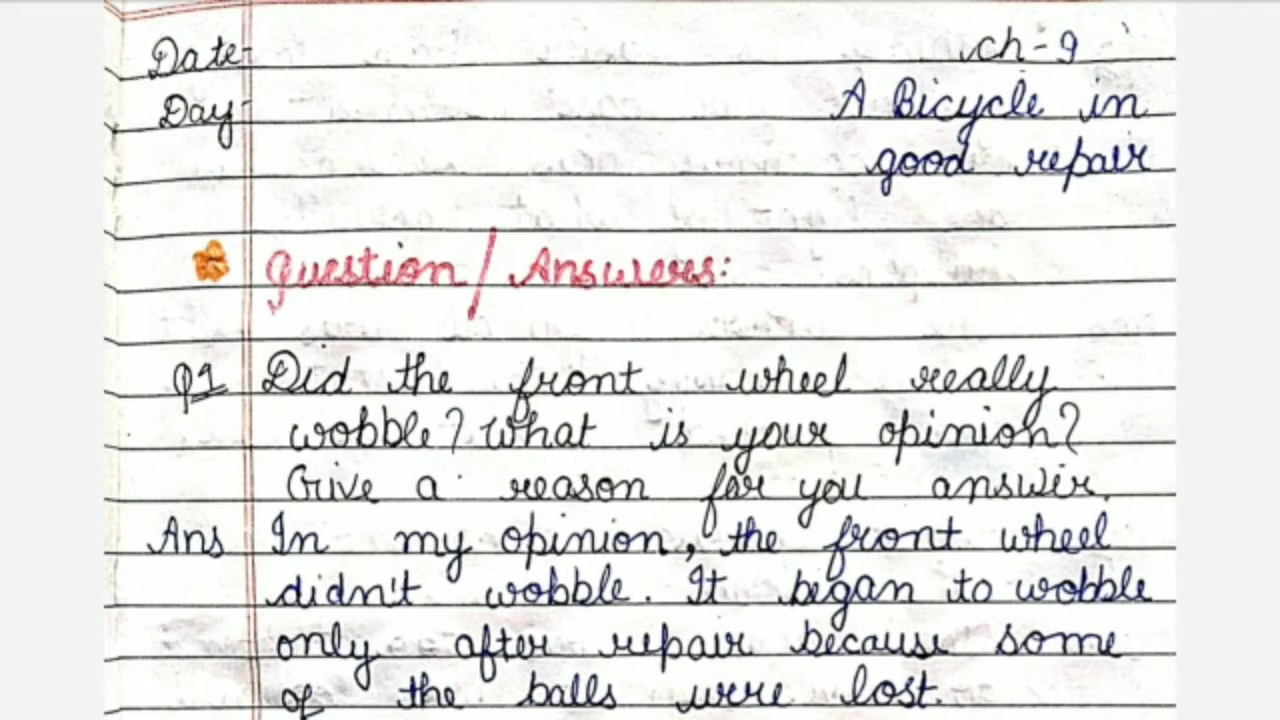 Date- ch-9
Day- A Bicycle in
good repair
Question/Answers:
Q1 Did the front wheel really
wobble? What is your opinion?
Give a reason for you answer.
Ans In my opinion, the front wheel
didn't wobble. It began to wobble
only after repair because some
of the balls were lost.